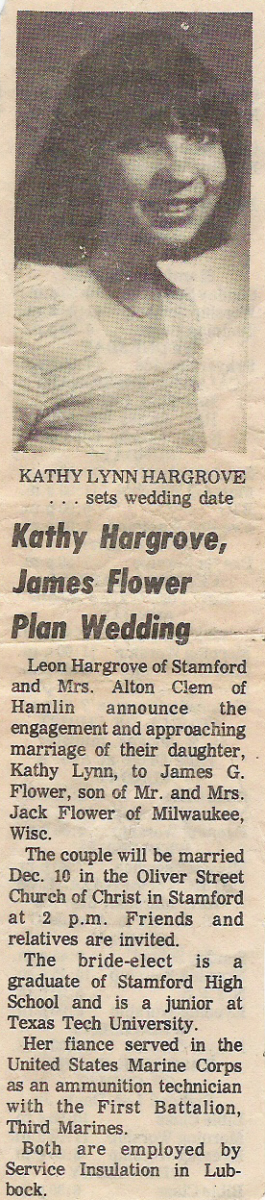 KATHY LYNN HARGROVE
. . . sets wedding date
Kathy Hargrove,
James Flower
Plan Wedding
Leon Hargrove of Stamford
and Mrs. Alton Clem of
Hamlin announce the
engagement and approaching
marriage of their daughter,
Kathy Lynn, to James G.
Flower, son of Mr. and Mrs.
Jack Flower of Milwaukee,
Wisc.
The couple will be married
Dec. 10 in the Oliver Street
Church of Christ in Stamford
at 2 p.m. Friends and
relatives are invited.
The bride-elect is a
graduate of Stamford High
School and is a junior at
Texas Tech University.
Her fiance served in the
United States Marine Corps
as an ammunition technician
with the First Battalion,
Third Marines.
Both are employed by
Service Insulation in Lub-
bock.